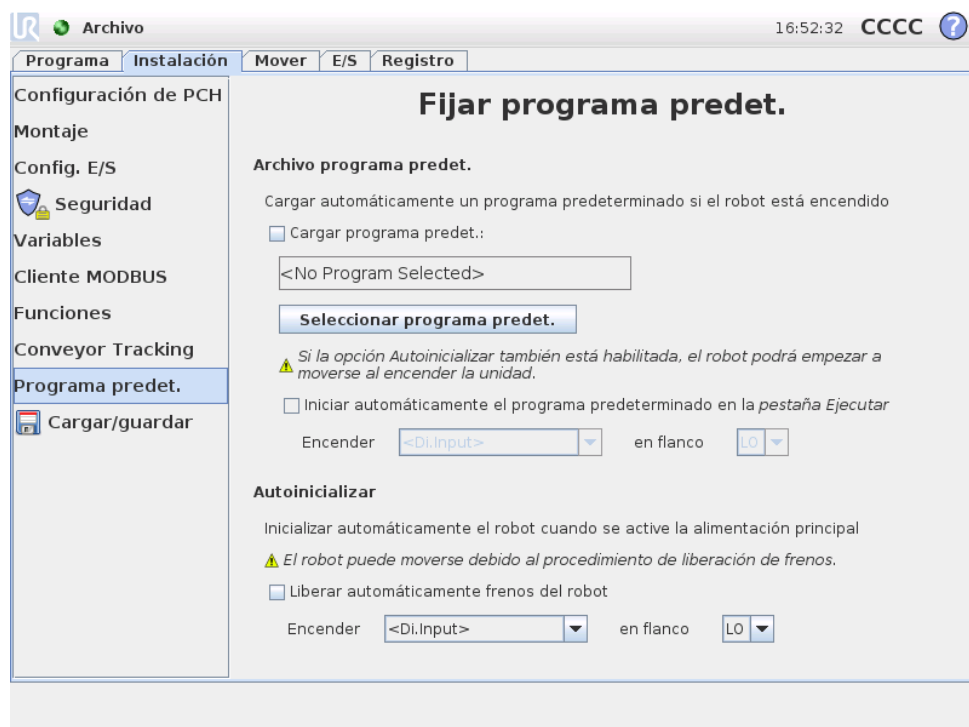 UR Archivo 16:52:32 CCCC ?
Programa Instalación Mover E/S Registro
Configuración de PCH
Montaje
Config. E/S
Seguridad
Variables
Cliente MODBUS
Funciones
Conveyor Tracking
Programa predet.
Cargar/guardar
Fijar programa predet.
Archivo programa predet.
Cargar automáticamente un programa predeterminado si el robot está encendido
Cargar programa predet.:
<No Program Selected>
Seleccionar programa predet.
Si la opción Autoinicializar también está habilitada, el robot podrá empezar a
moverse al encender la unidad.
Iniciar automáticamente el programa predeterminado en la pestaña Ejecutar
Encender <Di.Input> en flanco LO
Autoinicializar
Inicializar automáticamente el robot cuando se active la alimentación principal
El robot puede moverse debido al procedimiento de liberación de frenos.
Liberar automáticamente frenos del robot
Encender <Di.Input> en flanco LO